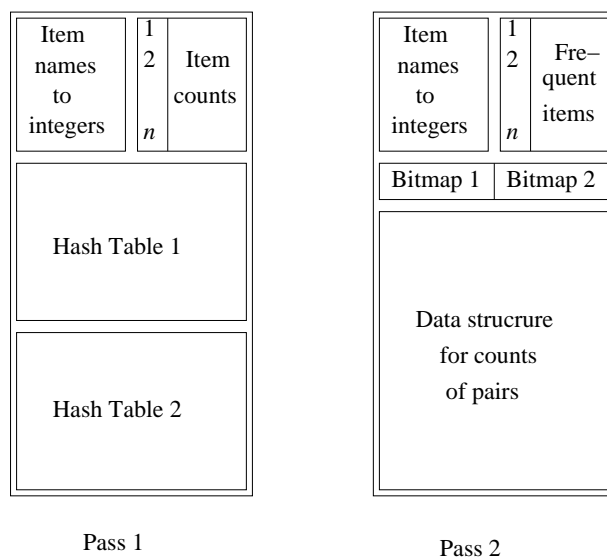 Item
names
to
integers
1
2
n
Item
counts
Hash Table 1
Hash Table 2
Pass 1
Item
names
to
integers
1
2
n
Fre–
quent
items
Bitmap 1
Bitmap 2
Data strucrure
for counts
of pairs
Pass 2